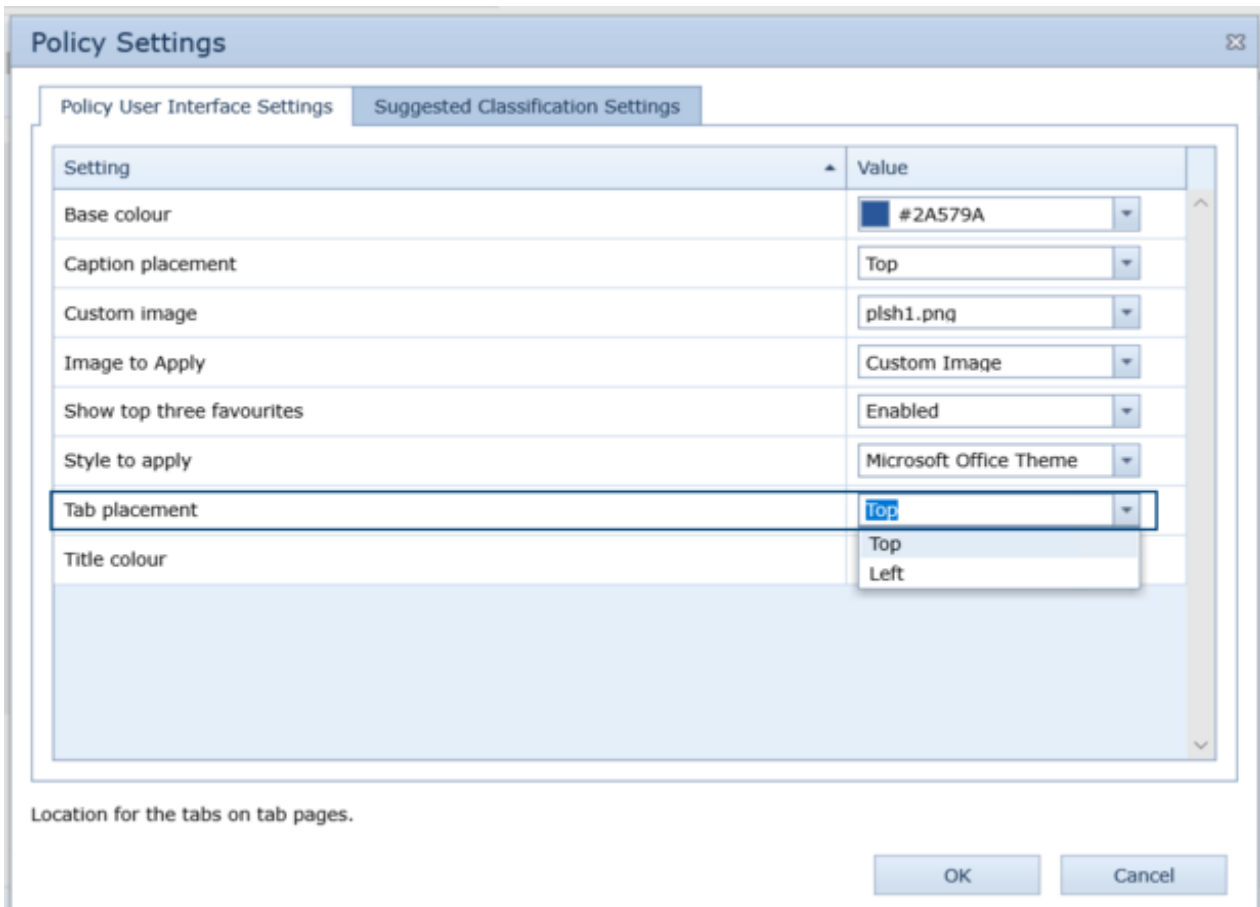 Policy Settings
Policy User Interface Settings Suggested Classification Settings
Setting Value
Base colour #2A579A
Caption placement Top
Custom image plsh1.png
Image to Apply Custom Image
Show top three favourites Enabled
Style to apply Microsoft Office Theme
Tab placement Top
Top
Title colour
Left
Location for the tabs on tab pages.
OK Cancel